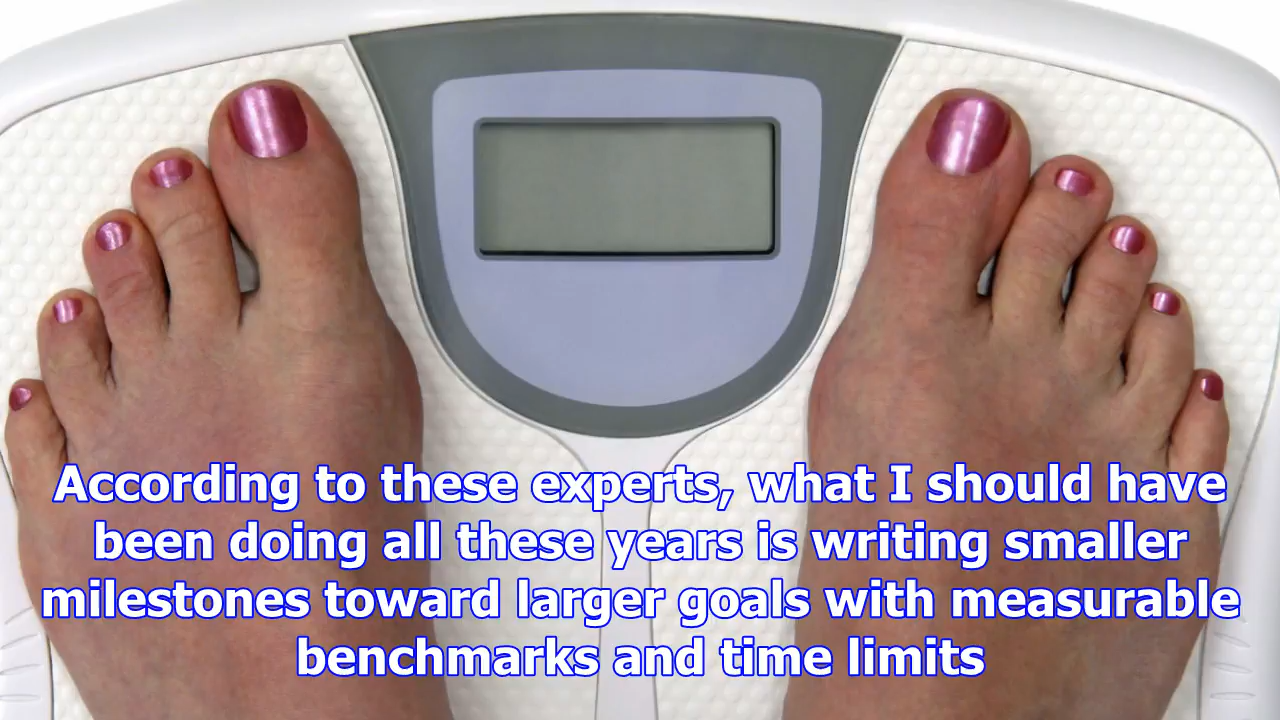 According to these experts, what I should have
been doing all these years is writing smaller
milestones toward larger goals with measurable
benchmarks and time limits